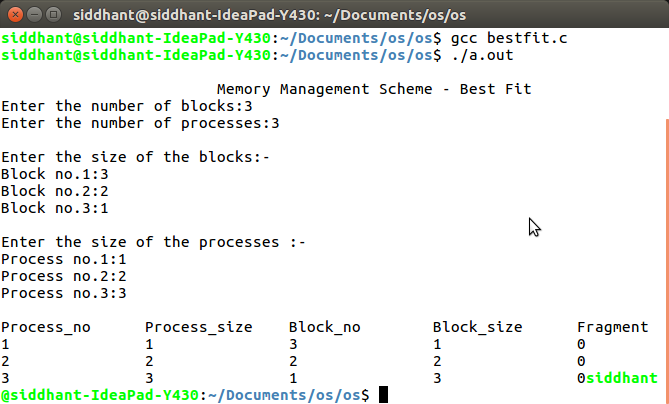 siddhant@siddhant-IdeaPad-Y430: ~/Documents/os/os
siddhant@siddhant-IdeaPad-Y430:~/Documents/os/os$ gcc bestfit.c
siddhant@siddhant-IdeaPad-Y430:~/Documents/os/os$ ./a.out
Memory Management Scheme - Best Fit
Enter the number of blocks:3
Enter the number of processes:3
Enter the size of the blocks:-
Block no.1:3
Block no.2:2
Block no.3:1
Enter the size of the processes :-
Process no.1:1
Process no.2:2
Process no.3:3
Process_no Process_size Block_no Block_size Fragment
1 1 3 1 0
2 2 2 2 0
3 3 1 3 0siddhant
@siddhant-IdeaPad-Y430:~/Documents/os/os$